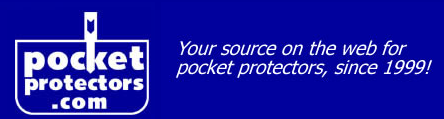 pocket
protectors
.com
Your source on the web for
pocket protectors, since 1999!